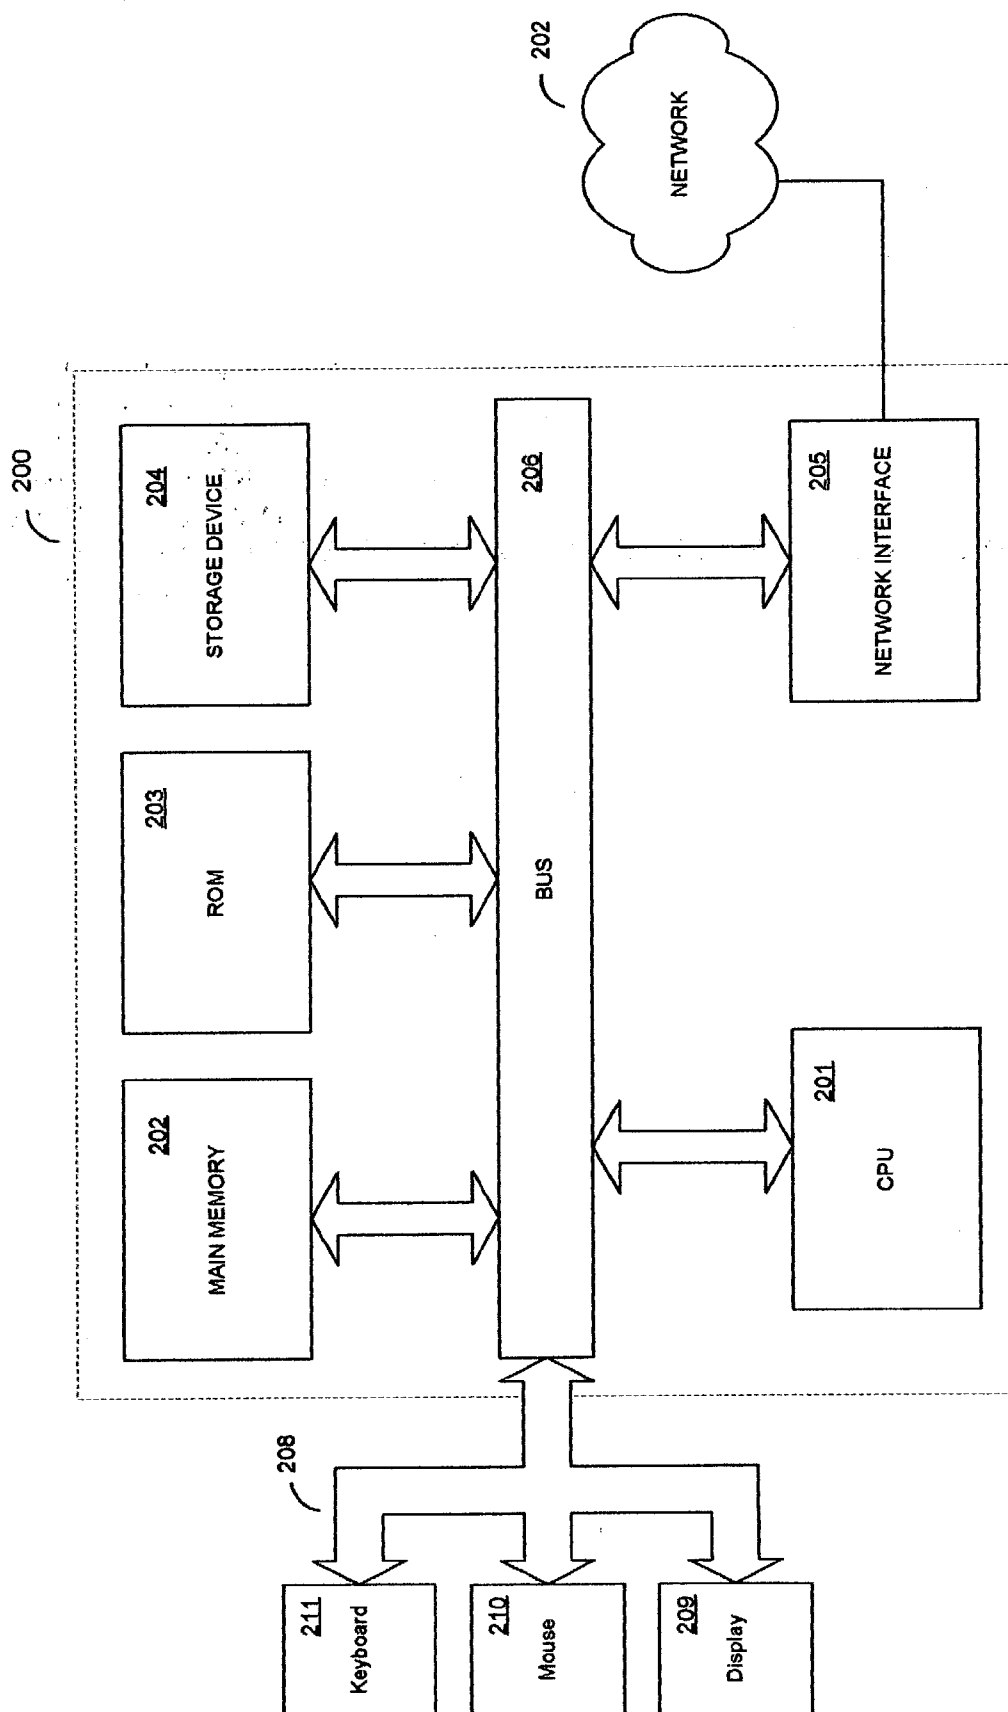 200
202
MAIN MEMORY
203
ROM
204
STORAGE DEVICE
208
211
Keyboard
210
Mouse
209
Display
206
BUS
202
NETWORK
201
CPU
205
NETWORK INTERFACE